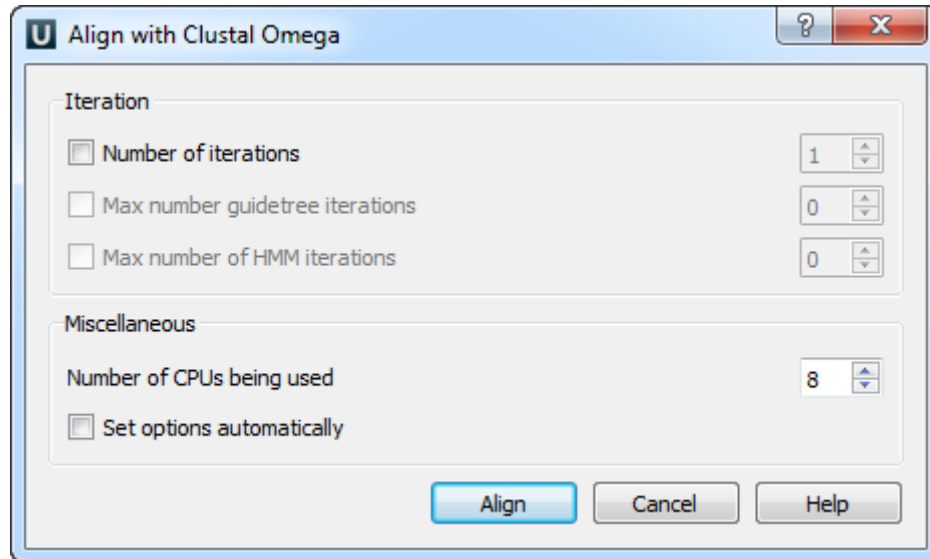 U Align with Clustal Omega ? X
Iteration
Number of iterations 1
Max number guidetree iterations 0
Max number of HMM iterations 0
Miscellaneous
Number of CPUs being used 8
Set options automatically
Align Cancel Help